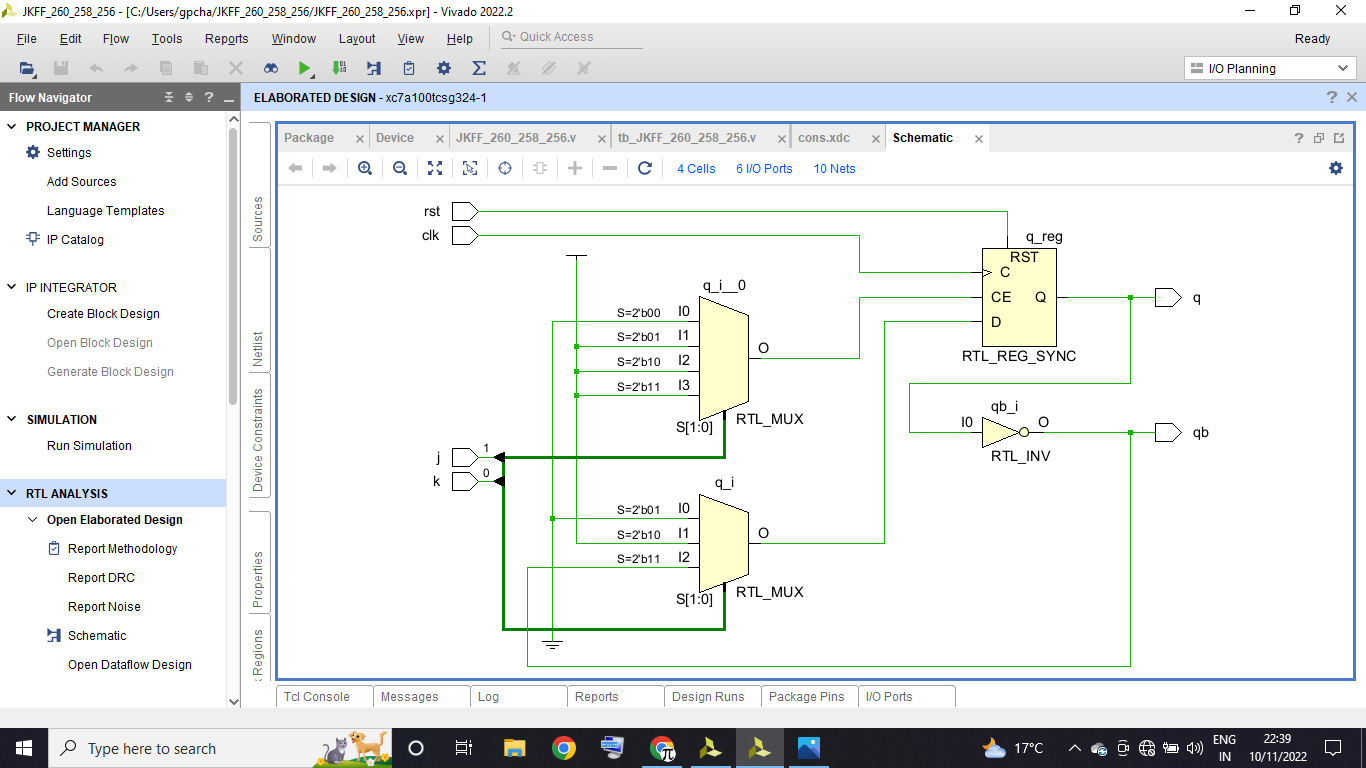 JKFF_260_258_256 - [C:/Users/gpcha/JKFF_260_258_256/JKFF_260_258_256.xpr] - Vivado 2022.2
File Edit Flow Tools Reports Window Layout View Help Quick Access Ready
I/O Planning
Flow Navigator
ELABORATED DESIGN - xc7a100tcsg324-1
PROJECT MANAGER
Settings
Add Sources
Language Templates
IP Catalog
IP INTEGRATOR
Create Block Design
Open Block Design
Generate Block Design
SIMULATION
Run Simulation
RTL ANALYSIS
Open Elaborated Design
Report Methodology
Report DRC
Report Noise
Schematic
Open Dataflow Design
Sources
Netlist
Device Constraints
Properties
Regions
Package Device JKFF_260_258_256.v tb_JKFF_260_258_256.v cons.xdc Schematic
4 Cells 6 I/O Ports 10 Nets
rst
clk
q_reg
RST
C
CE Q
D
RTL_REG_SYNC
q
q_i__0
S=2'b00 I0
S=2'b01 I1
S=2'b10 I2
S=2'b11 I3
O
S[1:0]
RTL_MUX
qb_i
I0 O
RTL_INV
qb
j 1
k 0
q_i
S=2'b01 I0
S=2'b10 I1
S=2'b11 I2
O
S[1:0]
RTL_MUX
Tcl Console Messages Log Reports Design Runs Package Pins I/O Ports
Type here to search
17°C
ENG
IN
22:39
10/11/2022